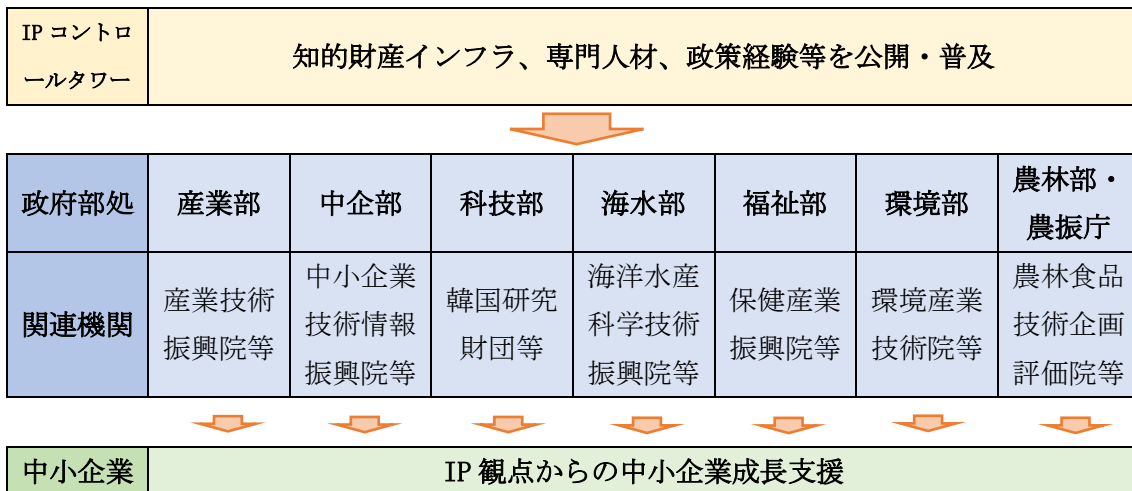 IP コントロ
ールタワー
知的財産インフラ、専門人材、政策経験等を公開・普及
政府部処
産業部
中企部
科技部
海水部
福祉部
環境部
農林部・
農振庁
関連機関
産業技術
振興院等
中小企業
技術情報
振興院等
韓国研究
財団等
海洋水産
科学技術
振興院等
保健産業
振興院等
環境産業
技術院等
農林食品
技術企画
評価院等
中小企業
IP 観点からの中小企業成長支援